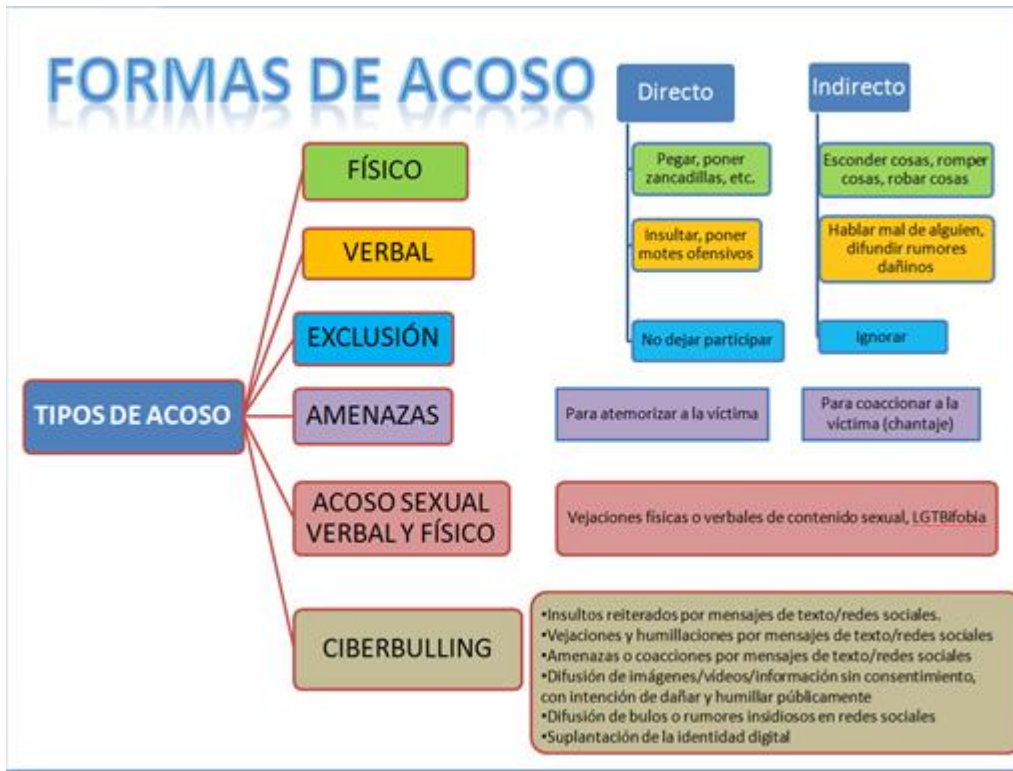 FORMAS DE ACOSO
Directo
Indirecto
FÍSICO
Pegar, poner
zancadillas, etc.
Esconder cosas, romper
cosas, robar cosas
VERBAL
Insultar, poner
motes ofensivos
Hablar mal de alguien,
difundir rumores
dañinos
EXCLUSIÓN
No dejar participar
Ignorar
TIPOS DE ACOSO
AMENAZAS
Para atemorizar a la víctima
Para coaccionar a la
víctima (chantaje)
ACOSO SEXUAL
VERBAL Y FÍSICO
Vejaciones físicas o verbales de contenido sexual, LGTBifobia
CIBERBULLING
•Insultos reiterados por mensajes de texto/redes sociales.
•Vejaciones y humillaciones por mensajes de texto/redes sociales
•Amenazas o coacciones por mensajes de texto/redes sociales
•Difusión de imágenes/vídeos/información sin consentimiento,
con intención de dañar y humillar públicamente
•Difusión de bulos o rumores insidiosos en redes sociales
•Suplantación de la identidad digital